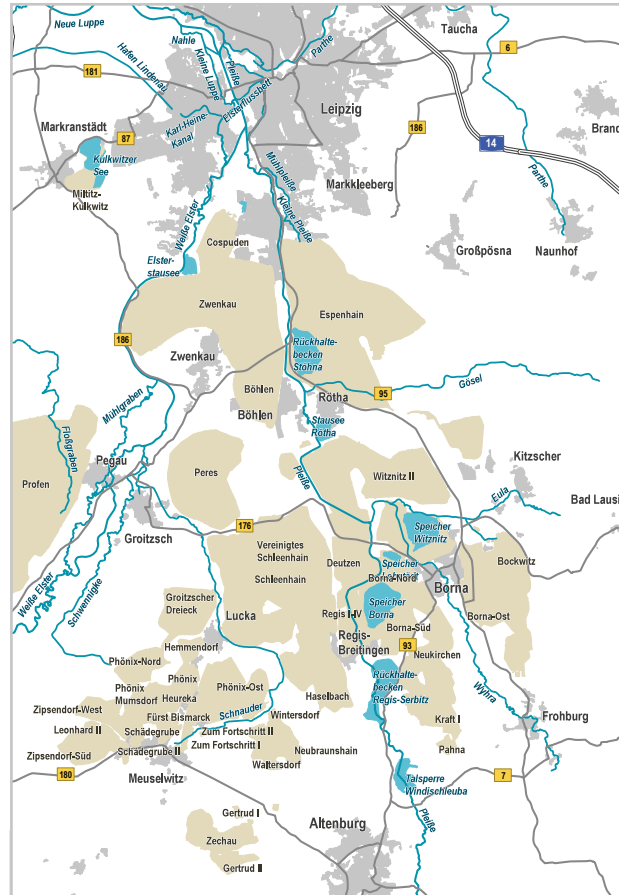 Neue Luppe
Nahle
Kleine Luppe
Pleiße
Parthe
Taucha
6
181
Hafen Lindenau
Elsterflussbett
Leipzig
Karl-Heine-
Kanal
186
Brand
Markranstädt
87
14
Kulkwitzer
See
Mühlpleiße
Markkleeberg
Parthe
Miltitz-
Kulkwitz
Kleine Pleiße
Weiße Elster
Cospuden
Großpösna
Naunhof
Elster-
stausee
Zwenkau
Espenhain
186
Rückhalte-
becken
Stöhna
Zwenkau
Gösel
95
Mühlgraben
Böhlen
Böhlen
Rötha
Floßgraben
Stausee
Rötha
Pegau
Kitzscher
Profen
Peres
Pleiße
Witznitz II
Eula
Bad Lausi
176
Groitzsch
Speicher
Witznitz
Vereinigtes
Schleenhain
Schleenhain
Deutzen
Bockwitz
Speicher
Borna-Nord
Borna
Weiße Elster
Schwennigke
Groitzscher
Dreieck
Speicher
Borna
Lucka
Regis I-IV
Borna-Süd
Borna-Ost
Regis-
Breitingen
93
Hemmendorf
Neukirchen
Phönix-Nord
Wyhra
Phönix
Mumsdorf
Phönix
Heureka
Phönix-Ost
Rückhalte-
becken
Regis-Serbitz
Haselbach
Zipsendorf-West
Fürst Bismarck
Schnauder
Wintersdorf
Kraft I
Frohburg
Leonhard II
Schädegrube
Zum Fortschritt II
Zum Fortschritt I
Zipsendorf-Süd
Schädegrube II
Neubraunshain
Pahna
180
Meuselwitz
Waltersdorf
7
Talsperre
Windischleuba
Gertrud I
Altenburg
Pleiße
Zechau
Gertrud II